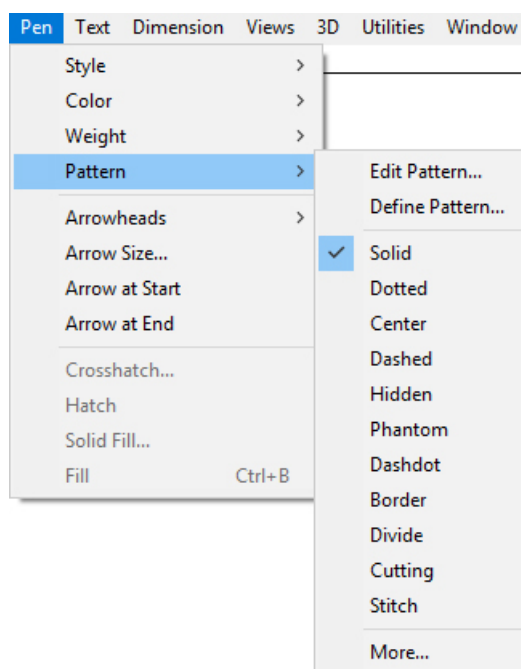 Pen Text Dimension Views 3D Utilities Window
Style
Color
Weight
Pattern
Arrowheads
Arrow Size...
Arrow at Start
Arrow at End
Crosshatch...
Hatch
Solid Fill...
Fill Ctrl+B
Edit Pattern...
Define Pattern...
Solid
Dotted
Center
Dashed
Hidden
Phantom
Dashdot
Border
Divide
Cutting
Stitch
More...